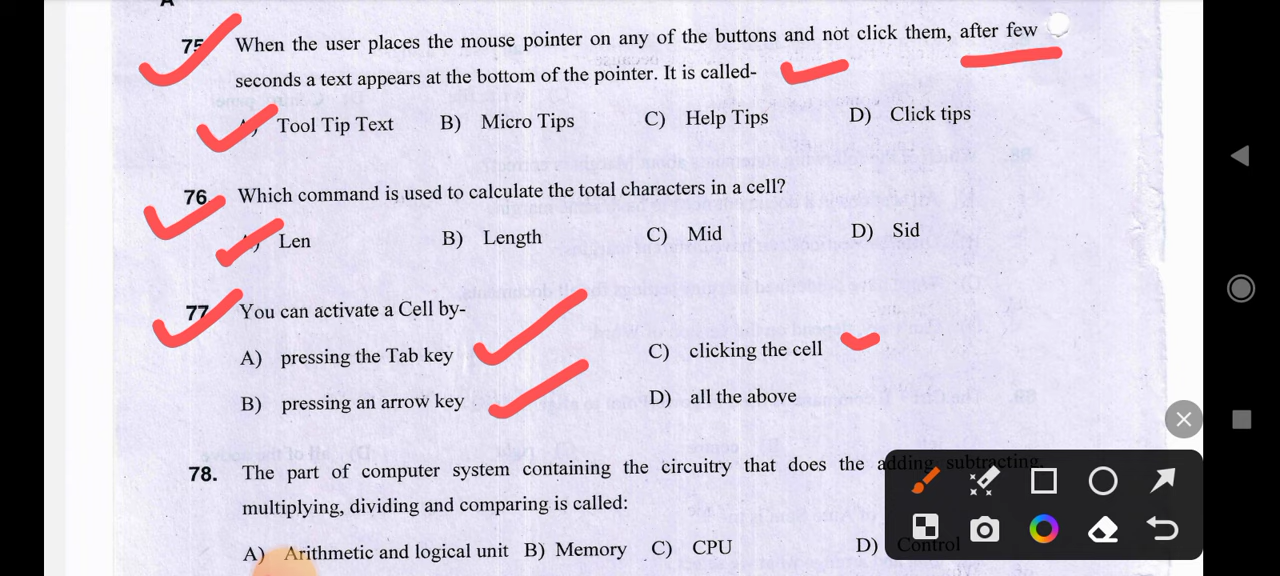 75 When the user places the mouse pointer on any of the buttons and not click them, after few
seconds a text appears at the bottom of the pointer. It is called-
Tool Tip Text B) Micro Tips C) Help Tips D) Click tips
76 Which command is used to calculate the total characters in a cell?
Len B) Length C) Mid D) Sid
77 You can activate a Cell by-
A) pressing the Tab key C) clicking the cell
B) pressing an arrow key D) all the above
78. The part of computer system containing the circuitry that does the adding, subtracting,
multiplying, dividing and comparing is called:
A) Arithmetic and logical unit B) Memory C) CPU D) Control